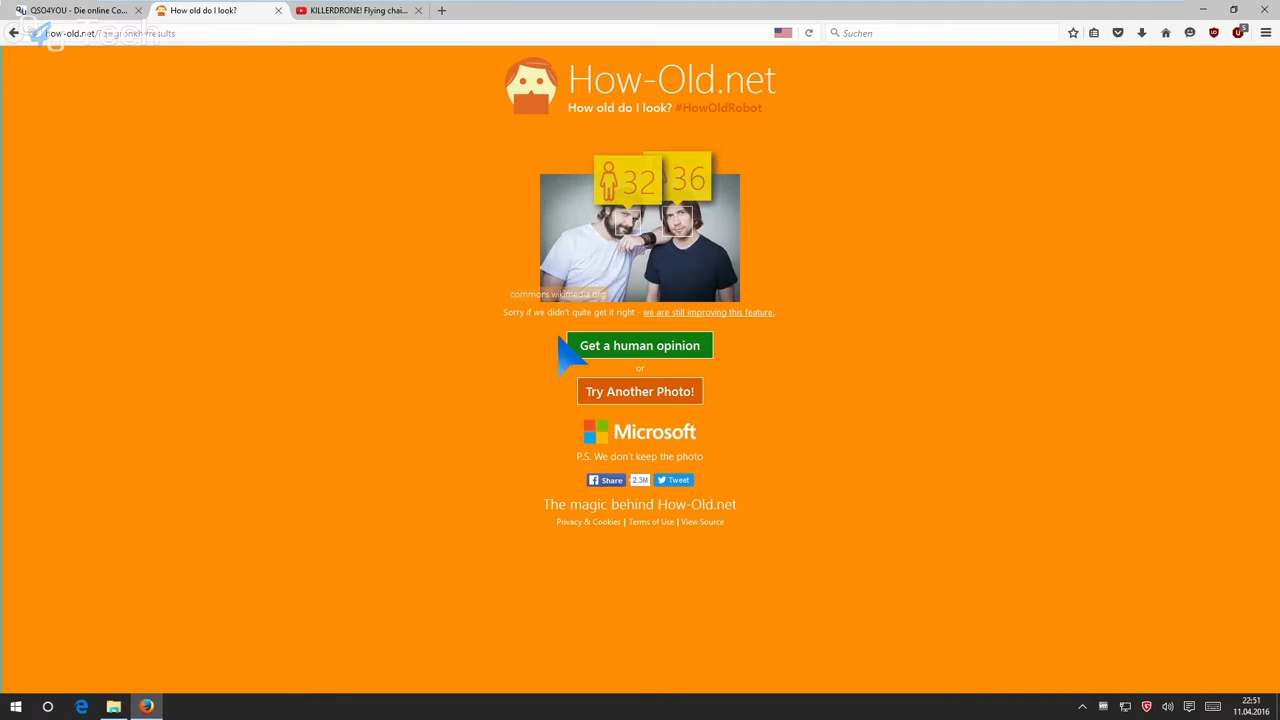 QSO4YOU - Die online Co...
How old do I look?
KILLERDRONE! Flying chai...
Tech
Suchen
5
How-Old.net
How old do I look? #HowOldRobot
32
36
commons.wikimedia.org
Sorry if we didn't quite get it right - we are still improving this feature.
Get a human opinion
or
Try Another Photo!
Microsoft
P.S. We don't keep the photo
Share
2.3M
Tweet
The magic behind How-Old.net
Privacy & Cookies | Terms of Use | View Source
22:51
11.04.2016